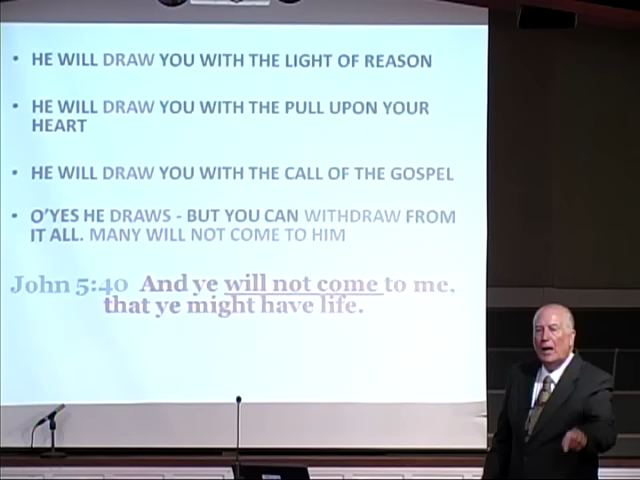 • HE WILL DRAW YOU WITH THE LIGHT OF REASON
• HE WILL DRAW YOU WITH THE PULL UPON YOUR
HEART
• HE WILL DRAW YOU WITH THE CALL OF THE GOSPEL
• O'YES HE DRAWS - BUT YOU CAN WITHDRAW FROM
IT ALL. MANY WILL NOT COME TO HIM
John 5:40 And ye will not come to me,
that ye might have life.